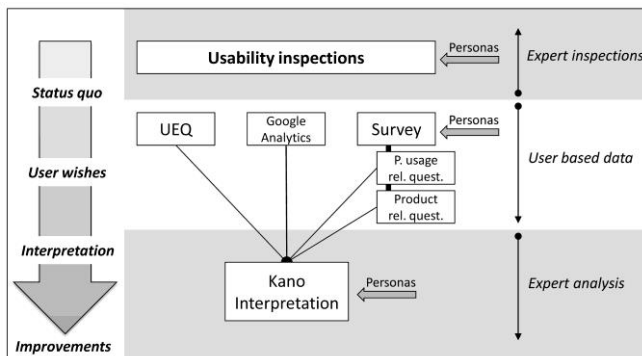 Usability inspections
Personas
Expert inspections
Status quo
UEQ
Google
Analytics
Survey
Personas
P. usage
rel. quest.
Product
rel. quest.
User based data
User wishes
Interpretation
Kano
Interpretation
Personas
Expert analysis
Improvements